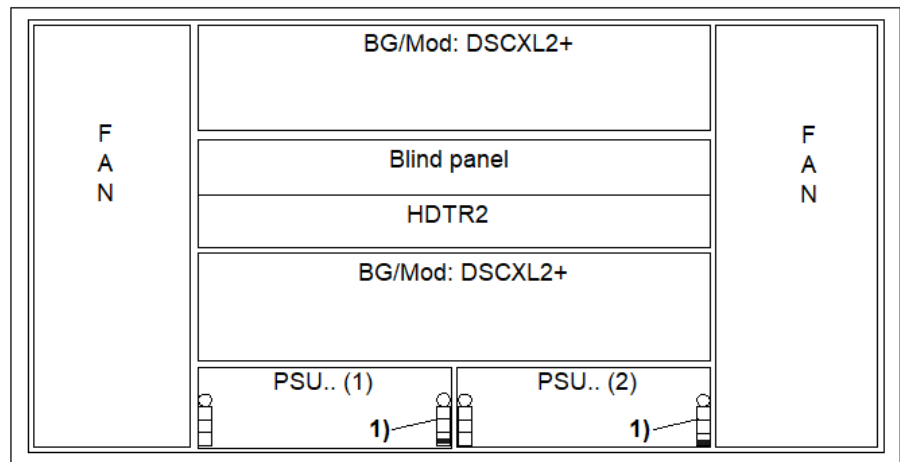 BG/Mod: DSCXL2+
F
A
N
Blind panel
F
A
N
HDTR2
BG/Mod: DSCXL2+
PSU.. (1)
PSU.. (2)
1)
1)